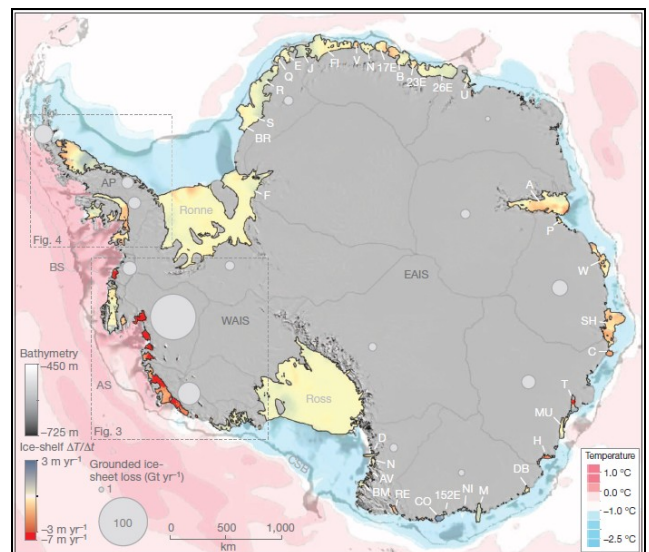 Q E J FI V N 17E B 23E 26E U
R
S
BR
AP
Ronne
F
A
P
Fig. 4
BS
W
EAIS
WAIS
SH
C
Bathymetry
−450 m
−725 m
AS
Ross
T
MU
Fig. 3
Ice-shelf ΔT/Δt
3 m yr⁻¹
−3 m yr⁻¹
−7 m yr⁻¹
Grounded ice-
sheet loss (Gt yr⁻¹)
1
100
0 500 1,000
km
CSB
D
N
AV
BM RE
CO 152E NI M
DB
H
Temperature
1.0 °C
0.0 °C
−1.0 °C
−2.5 °C